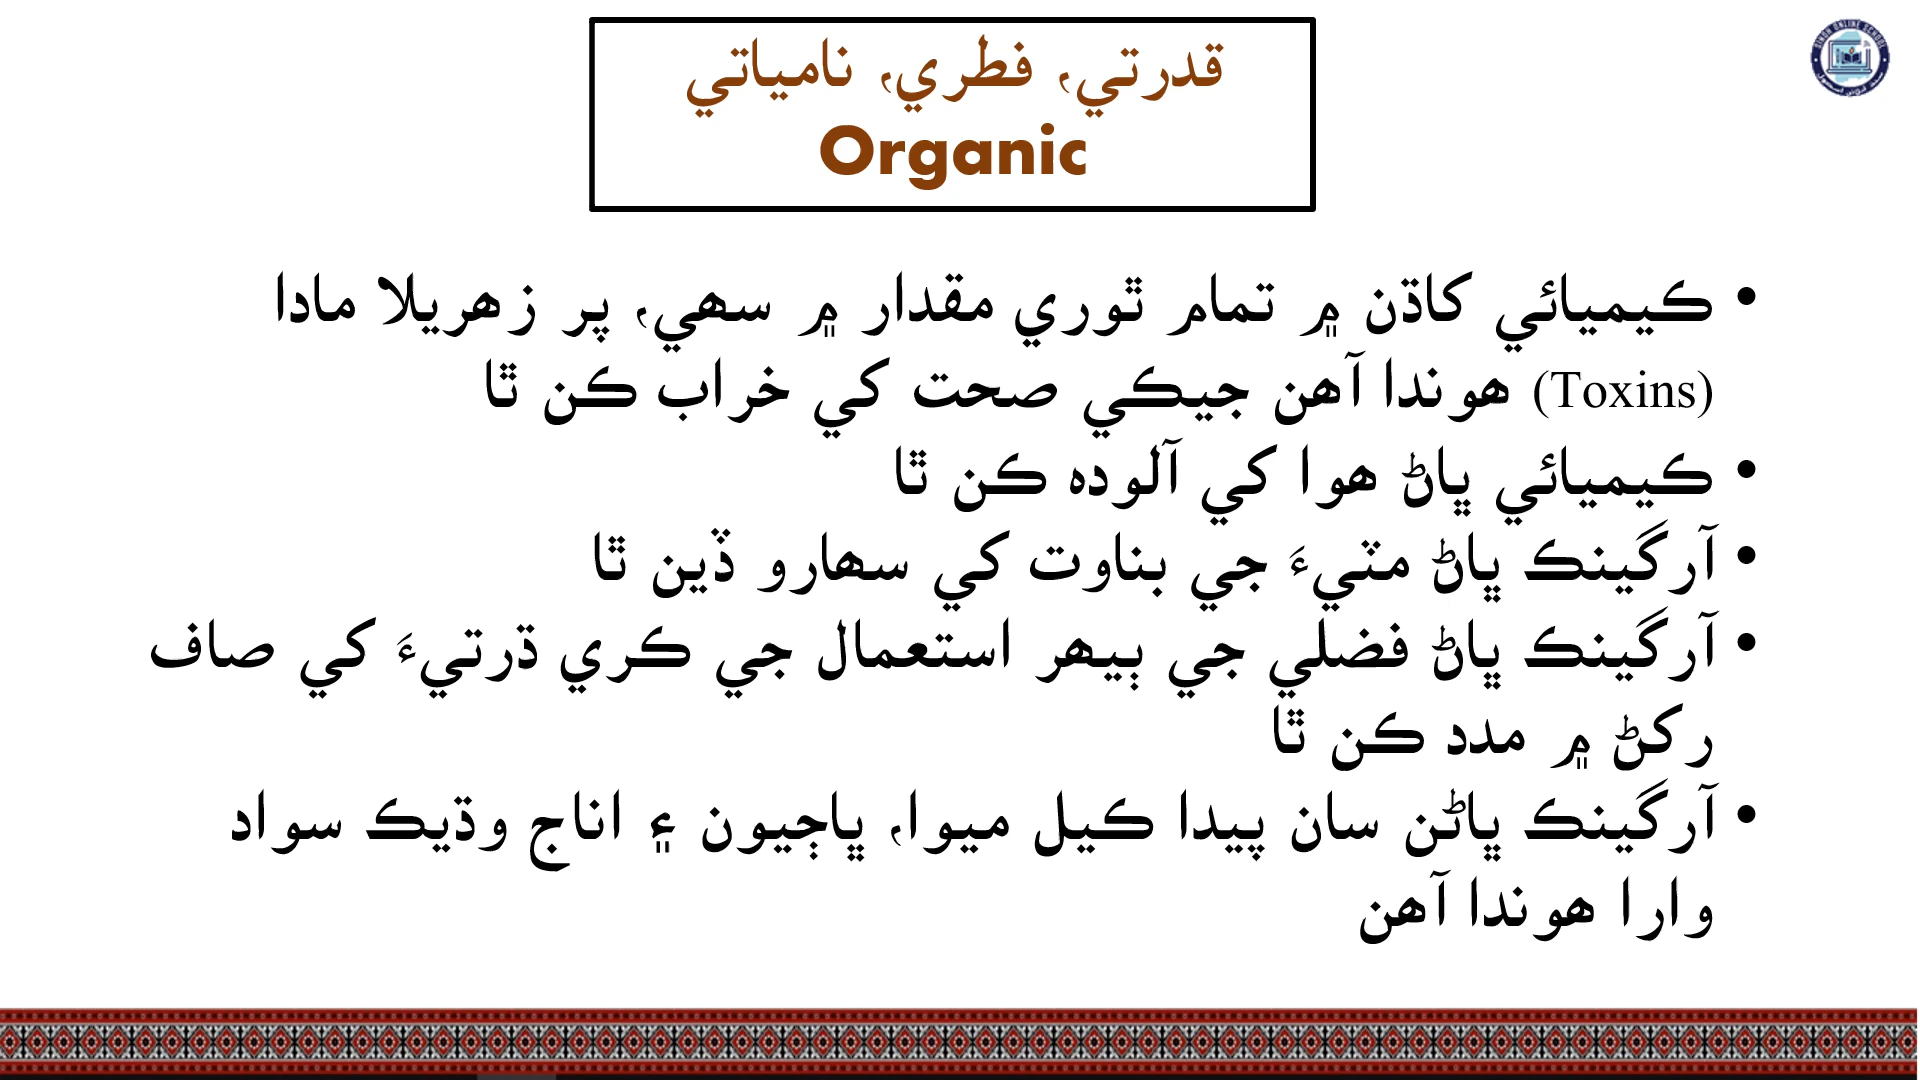 قدرتي، فطري، نامياتي
Organic
• ڪيميائي کاڌن ۾ تمام ٿوري مقدار ۾ سهي، پر زهريلا مادا
(Toxins) هوندا آهن جيڪي صحت کي خراب ڪن ٿا
• ڪيميائي ڀاڻ هوا کي آلوده ڪن ٿا
• آرگينڪ ڀاڻ مٽيءَ جي بناوت کي سهارو ڏين ٿا
• آرگينڪ ڀاڻ فضلي جي ٻيهر استعمال جي ڪري ڌرتيءَ کي صاف
رکڻ ۾ مدد ڪن ٿا
• آرگينڪ ڀاڻن سان پيدا ڪيل ميوا، ڀاڄيون ۽ اناج وڌيڪ سواد
وارا هوندا آهن